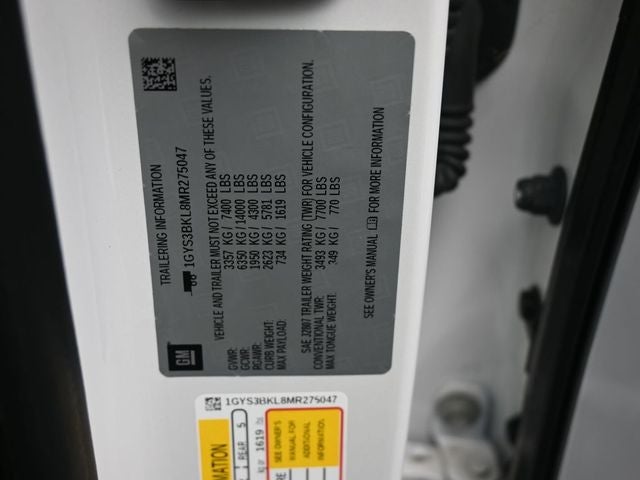 TRAILERING INFORMATION
1GYS3BKL8MR275047
VEHICLE AND TRAILER MUST NOT EXCEED ANY OF THESE VALUES.
GVWR: 3357 KG / 7400 LBS
GCWR: 6350 KG / 14000 LBS
RGAWR: 1950 KG / 4300 LBS
CURB WEIGHT: 2623 KG / 5781 LBS
MAX PAYLOAD: 734 KG / 1619 LBS
SAE J2807 TRAILER WEIGHT RATING (TWR) FOR VEHICLE CONFIGURATION.
CONVENTIONAL TWR: 3493 KG / 7700 LBS
MAX TONGUE WEIGHT: 349 KG / 770 LBS
SEE OWNER'S MANUAL FOR MORE INFORMATION
GM
1GYS3BKL8MR275047
REAR 5
KG or 1619
SEE OWNER'S
MANUAL FOR
ADDITIONAL
INFORMATION